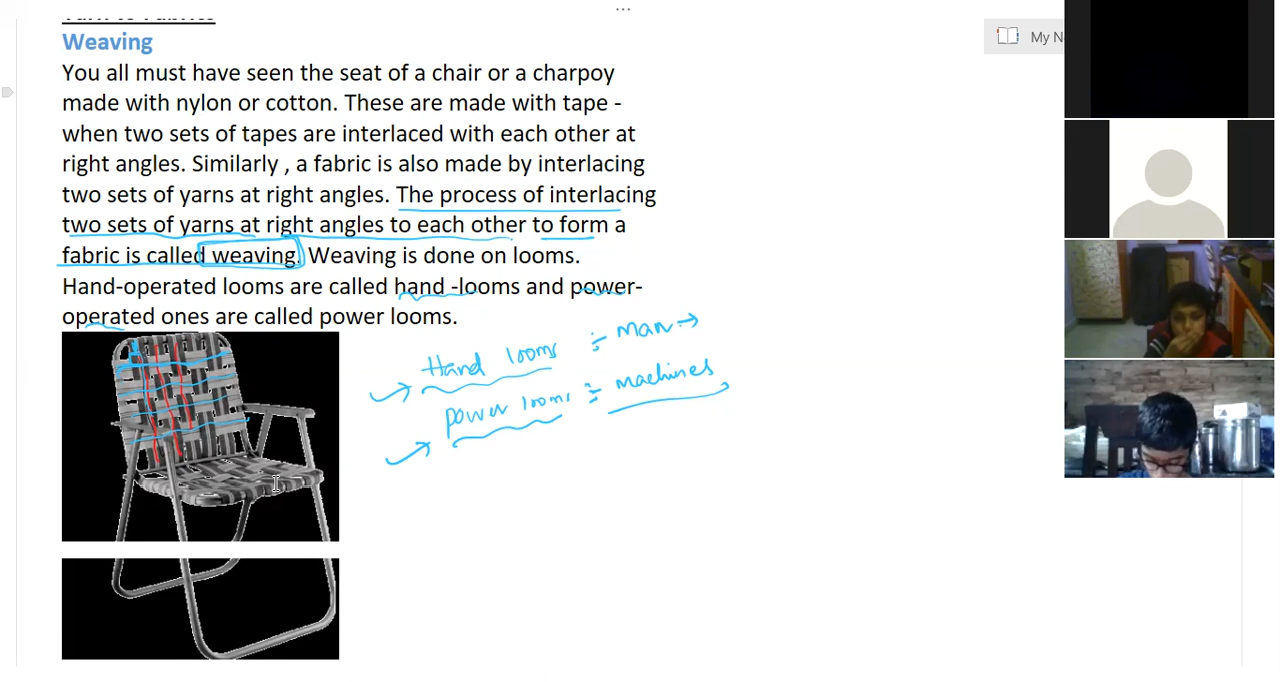 Weaving
You all must have seen the seat of a chair or a charpoy
made with nylon or cotton. These are made with tape -
when two sets of tapes are interlaced with each other at
right angles. Similarly , a fabric is also made by interlacing
two sets of yarns at right angles. The process of interlacing
two sets of yarns at right angles to each other to form a
fabric is called weaving. Weaving is done on looms.
Hand-operated looms are called hand -looms and power-
operated ones are called power looms.
Hand looms ÷ Man →
power looms ÷ machines
My N